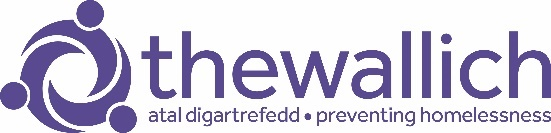 thewallich
atal digartrefedd • preventing homelessness